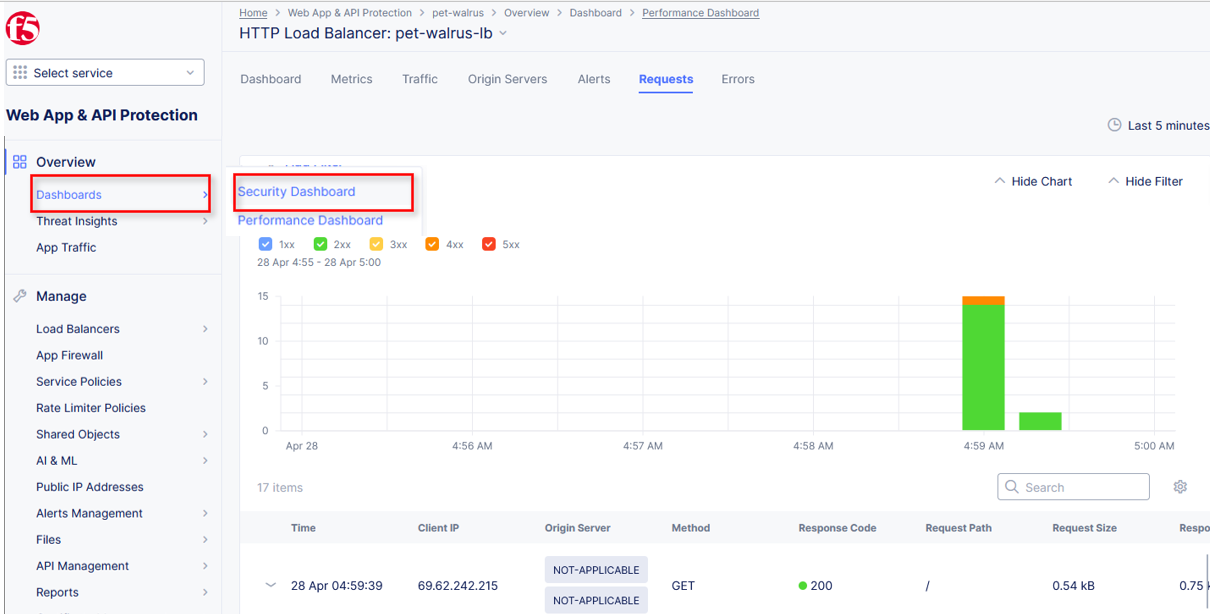 f5
Home > Web App & API Protection > pet-walrus > Overview > Dashboard > Performance Dashboard
HTTP Load Balancer: pet-walrus-lb
Select service
Dashboard Metrics Traffic Origin Servers Alerts Requests Errors
Web App & API Protection
Last 5 minutes
Overview
Dashboards
Threat Insights
App Traffic
Security Dashboard
Performance Dashboard
Hide Chart Hide Filter
1xx 2xx 3xx 4xx 5xx
28 Apr 4:55 - 28 Apr 5:00
Manage
Load Balancers
App Firewall
Service Policies
Rate Limiter Policies
Shared Objects
AI & ML
Public IP Addresses
Alerts Management
Files
API Management
Reports
15
10
5
0
Apr 28 4:56 AM 4:57 AM 4:58 AM 4:59 AM 5:00 AM
17 items
Search
Time Client IP Origin Server Method Response Code Request Path Request Size Respo
28 Apr 04:59:39 69.62.242.215 NOT-APPLICABLE GET 200 / 0.54 kB 0.75
NOT-APPLICABLE